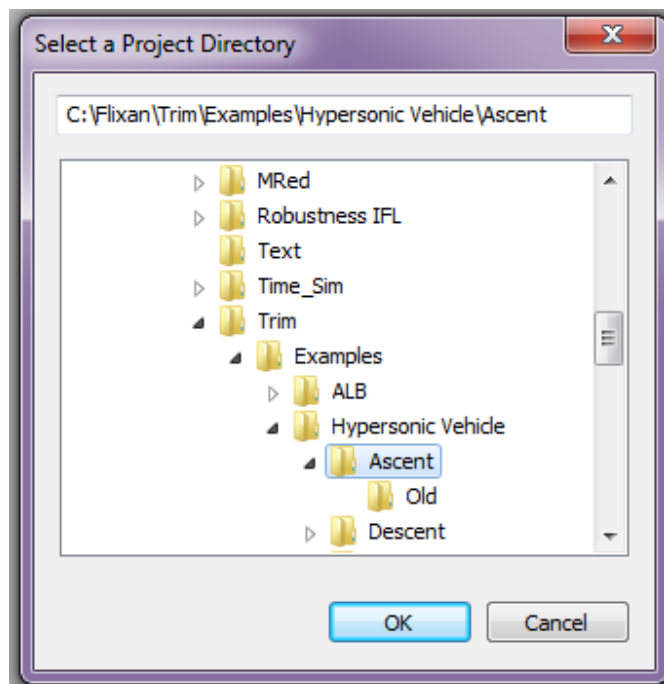 Select a Project Directory
C:\Flixan\Trim\Examples\Hypersonic Vehicle\Ascent
MRed
Robustness IFL
Text
Time_Sim
Trim
Examples
ALB
Hypersonic Vehicle
Ascent
Old
Descent
OK
Cancel